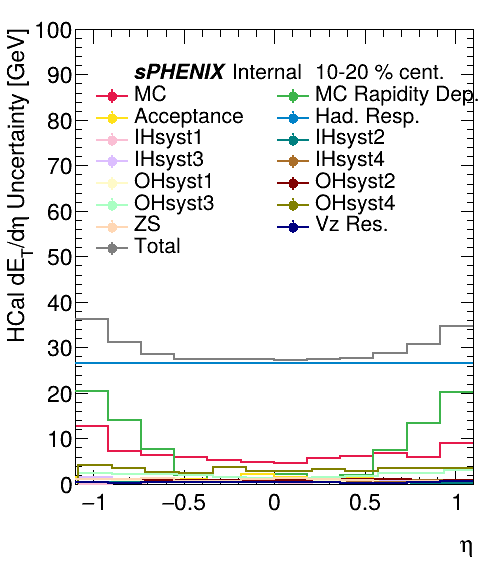 HCal dE_T/dη Uncertainty [GeV]
100
90
80
70
60
50
40
30
20
10
0
sPHENIX Internal 10-20 % cent.
MC
MC Rapidity Dep.
Acceptance
Had. Resp.
IHsyst1
IHsyst2
IHsyst3
IHsyst4
OHsyst1
OHsyst2
OHsyst3
OHsyst4
ZS
Vz Res.
Total
−1 −0.5 0 0.5 1
η